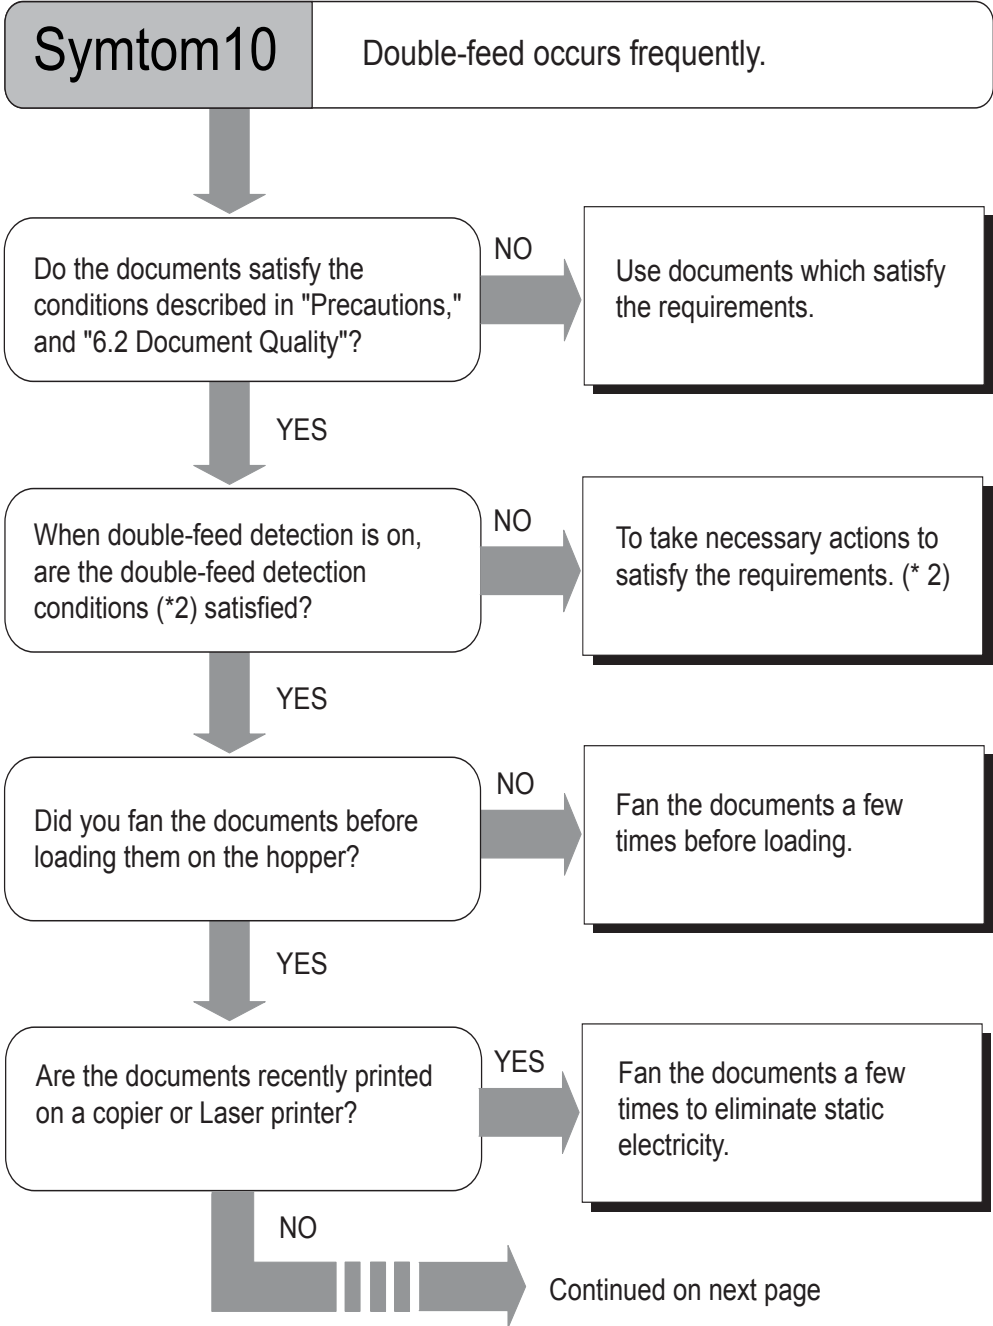 Symtom10
Double-feed occurs frequently.
Do the documents satisfy the
conditions described in "Precautions,"
and "6.2 Document Quality"?
NO
Use documents which satisfy
the requirements.
YES
When double-feed detection is on,
are the double-feed detection
conditions (*2) satisfied?
NO
To take necessary actions to
satisfy the requirements. (* 2)
YES
Did you fan the documents before
loading them on the hopper?
NO
Fan the documents a few
times before loading.
YES
Are the documents recently printed
on a copier or Laser printer?
YES
Fan the documents a few
times to eliminate static
electricity.
NO
Continued on next page